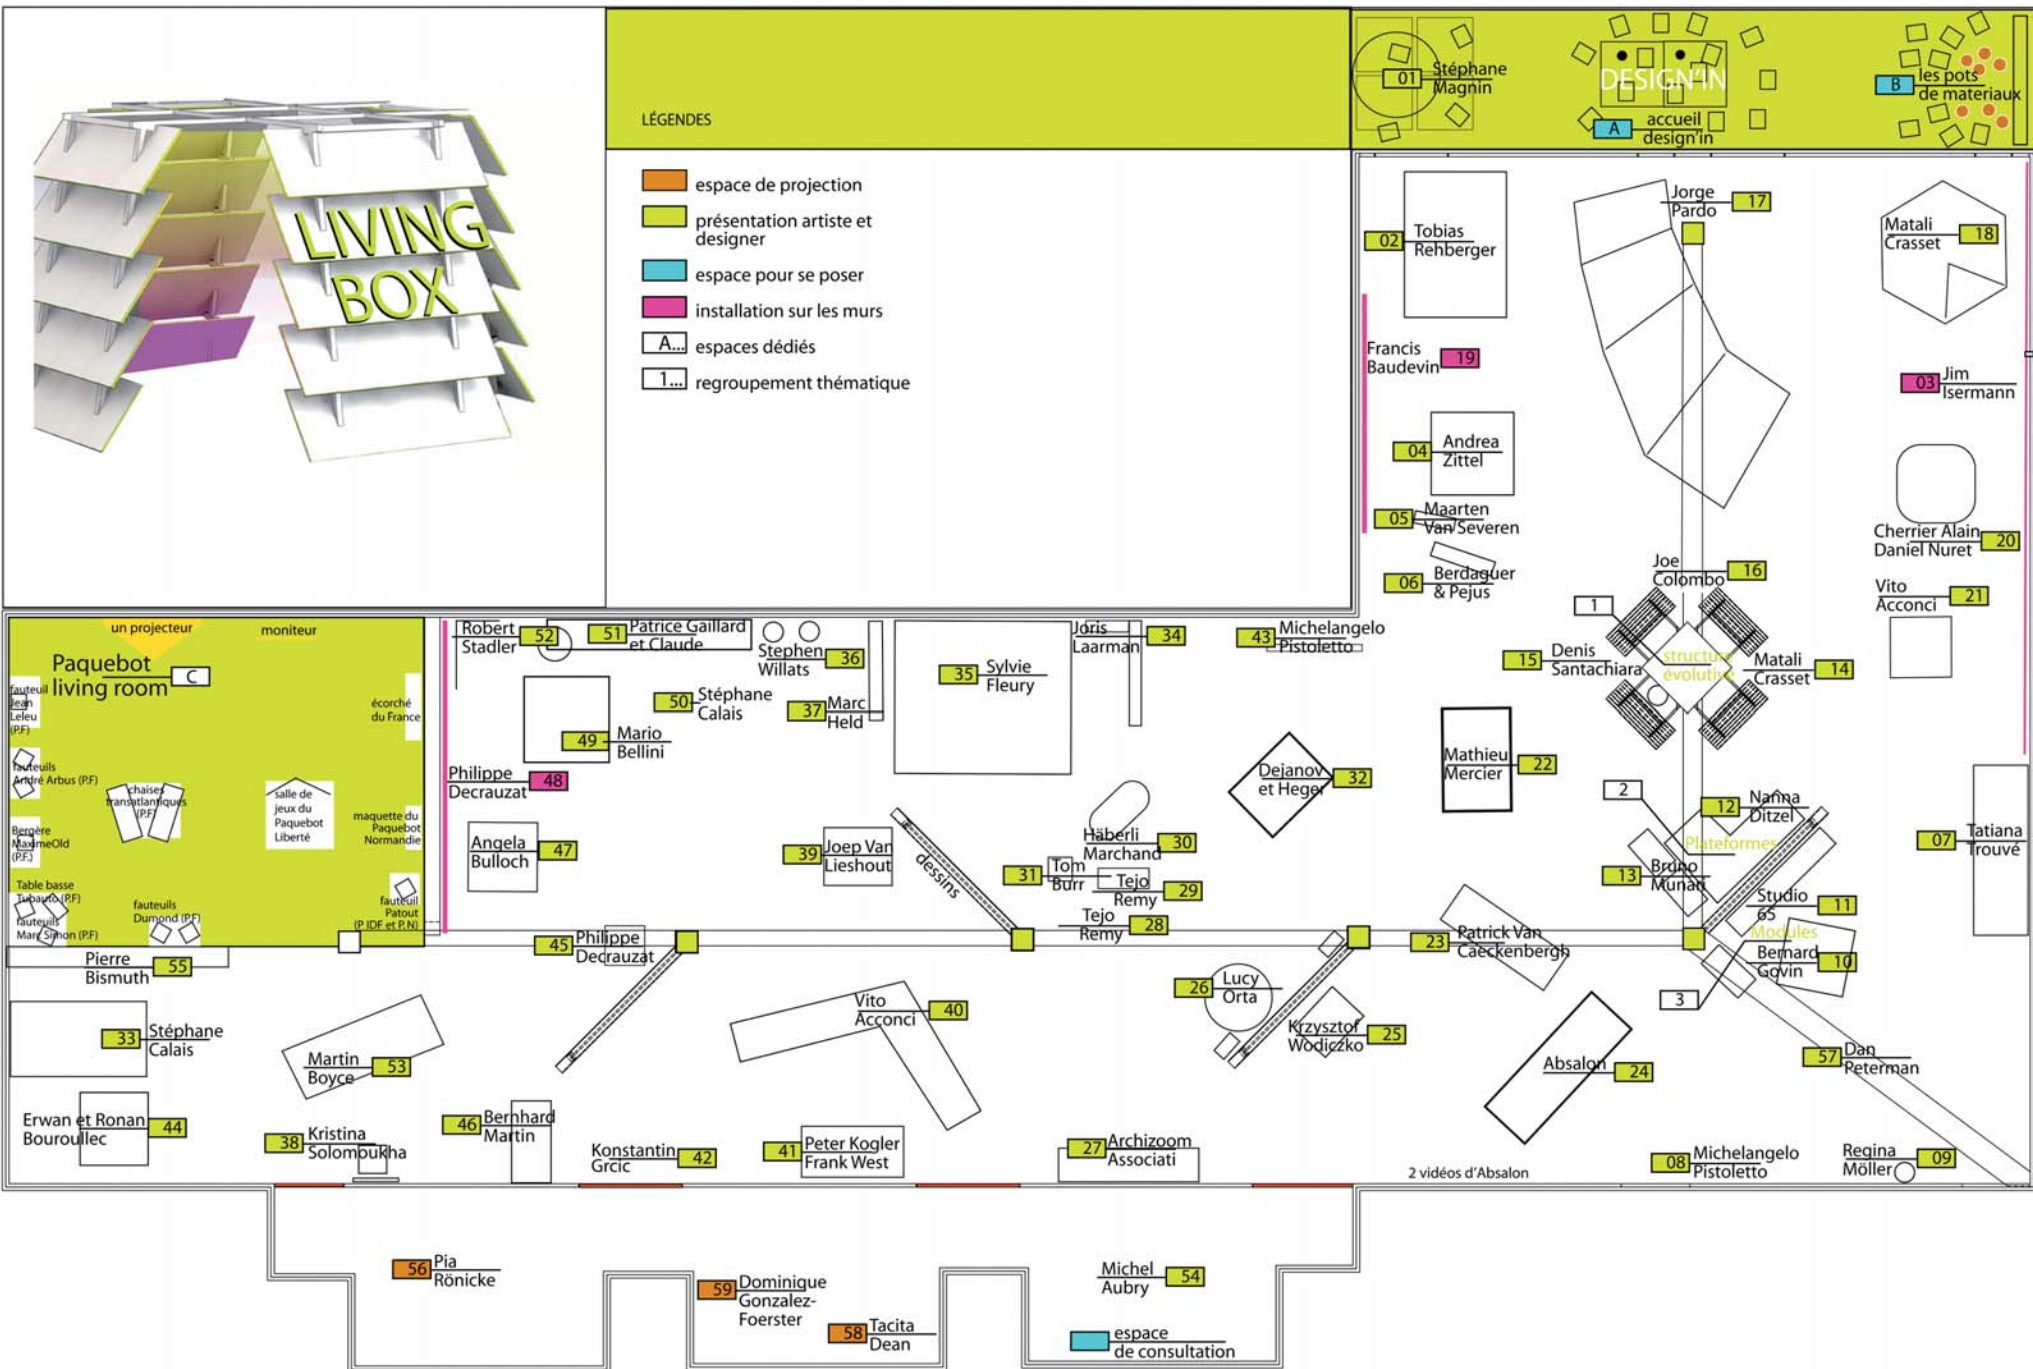 LIVING
BOX
LÉGENDES
espace de projection
présentation artiste et
designer
espace pour se poser
installation sur les murs
A... espaces dédiés
1... regroupement thématique
01 Stéphane
Magnin
DESIGN'IN
A accueil
design'in
B les pots
de materiaux
02 Tobias
Rehberger
Jorge
Pardo 17
Matali
Crasset 18
Francis
Baudevin 19
03 Jim
Isermann
04 Andrea
Zittel
05 Maarten
Van Severen
06 Berdaguer
& Pejus
Joe
Colombo 16
Cherrier Alain
Daniel Nuret 20
Vito
Acconci 21
1
structure
évolutive
15 Denis
Santachiara
Matali
Crasset 14
un projecteur
moniteur
Paquebot
living room C
fauteuil
Jean
Leleu
(P.F)
écorché
du France
fauteuils
André Arbus (P.F)
chaises
transatlantiques
(P.F)
salle de
jeux du
Paquebot
Liberté
maquette du
Paquebot
Normandie
Bergère
MaximeOld
(P.F.)
Table basse
Tubauto (P.F)
fauteuils
Marc Simon (P.F)
fauteuils
Dumond (P.F)
fauteuil
Patout
(P IDF et P.N)
Robert
Stadler 52
51 Patrice Gaillard
et Claude
Stephen
Willats 36
50 Stéphane
Calais
37 Marc
Held
49 Mario
Bellini
35 Sylvie
Fleury
Joris
Laarman 34
43 Michelangelo
Pistoletto
Philippe
Decrauzat 48
Angela
Bulloch 47
39 Joep Van
Lieshout
dessins
Dejanov
et Heger 32
Mathieu
Mercier 22
Häberli
Marchand 30
31 Tom
Burr
Tejo
Remy 29
Tejo
Remy 28
2
12 Nanna
Ditzel
Plateformes
13 Bruno
Munari
07 Tatiana
Trouvé
Studio
65 11
Modules
Bernard
Govin 10
3
45 Philippe
Decrauzat
23 Patrick Van
Caeckenbergh
Pierre
Bismuth 55
33 Stéphane
Calais
Martin
Boyce 53
Vito
Acconci 40
26 Lucy
Orta
Krzysztof
Wodiczko 25
Absalon 24
57 Dan
Peterman
Erwan et Ronan
Bouroullec 44
38 Kristina
Solomoukha
46 Bernhard
Martin
Konstantin
Grcic 42
41 Peter Kogler
Frank West
27 Archizoom
Associati
2 vidéos d'Absalon
08 Michelangelo
Pistoletto
Regina
Möller 09
56 Pia
Rönicke
59 Dominique
Gonzalez-
Foerster
58 Tacita
Dean
Michel
Aubry 54
espace
de consultation